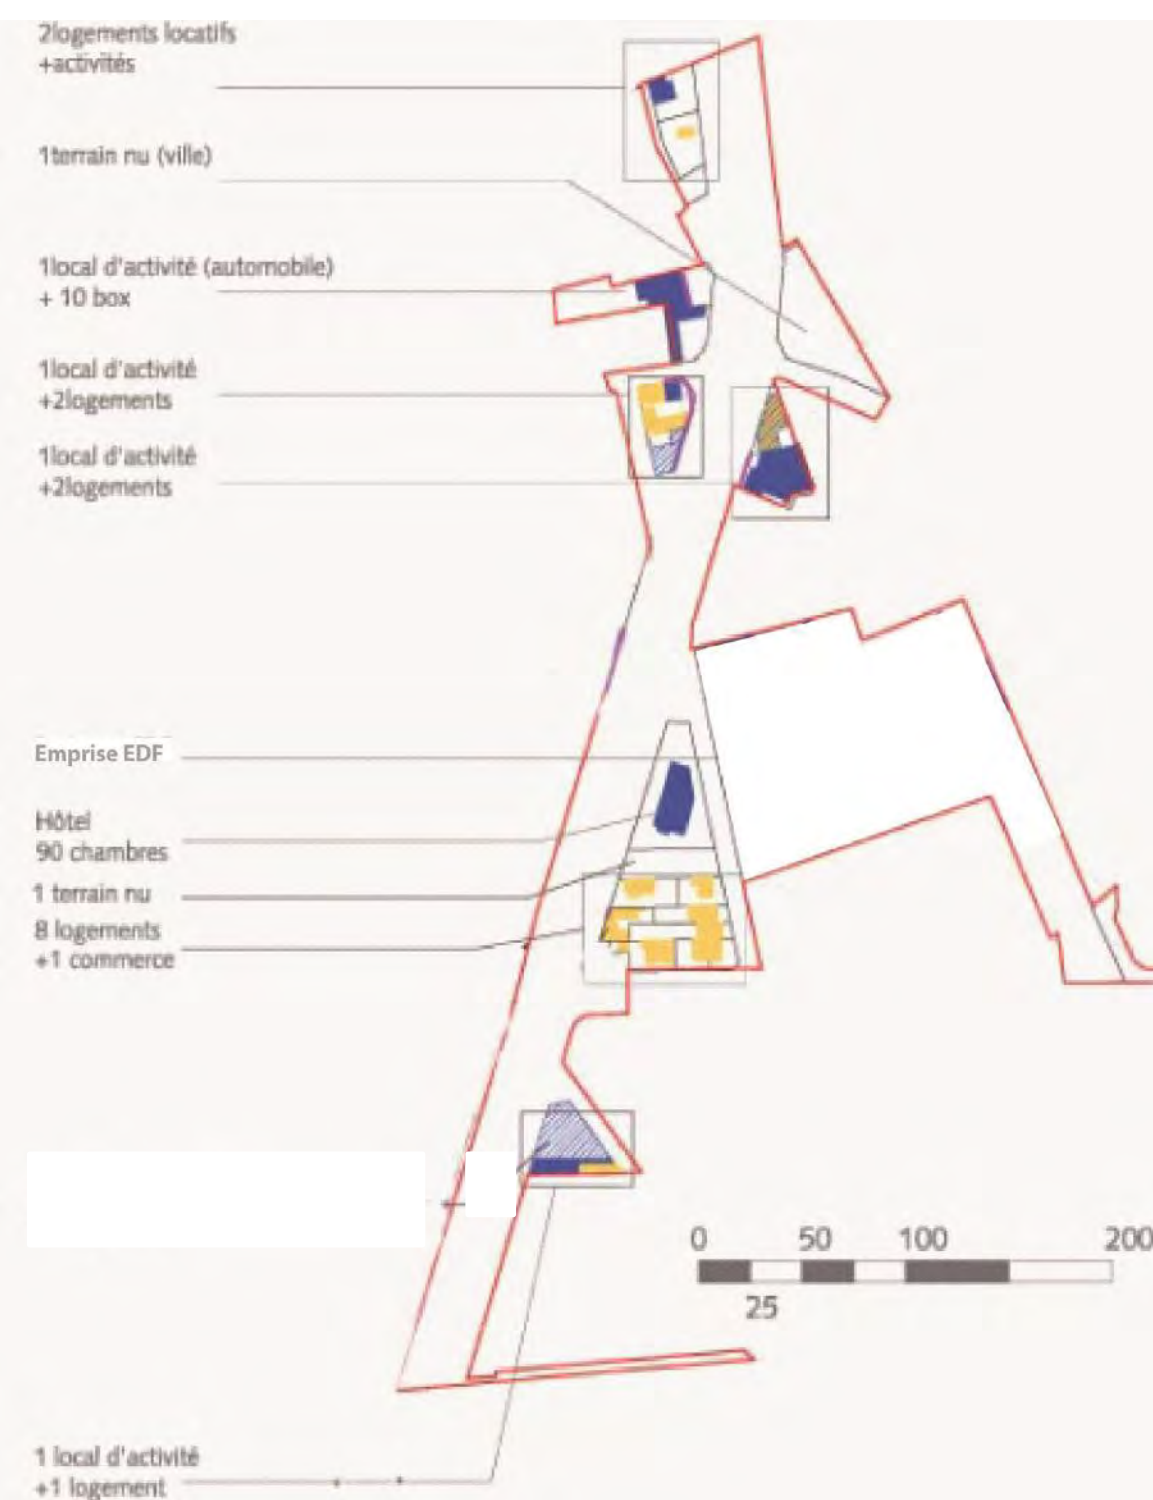 2logements locatifs
+activités
1terrain nu (ville)
1local d'activité (automobile)
+ 10 box
1local d'activité
+2logements
1local d'activité
+2logements
Emprise EDF
Hôtel
90 chambres
1 terrain nu
8 logements
+1 commerce
0 50 100 200
25
1 local d'activité
+1 logement